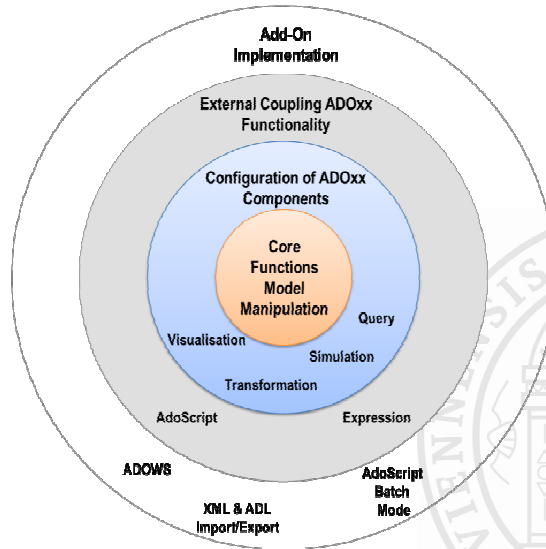 Add-On
Implementation
External Coupling ADOxx
Functionality
Configuration of ADOxx
Components
Core
Functions
Model
Manipulation
Query
Visualisation
Simulation
Transformation
AdoScript
Expression
ADOWS
AdoScript
Batch
Mode
XML & ADL
Import/Export
VIENNENSIS